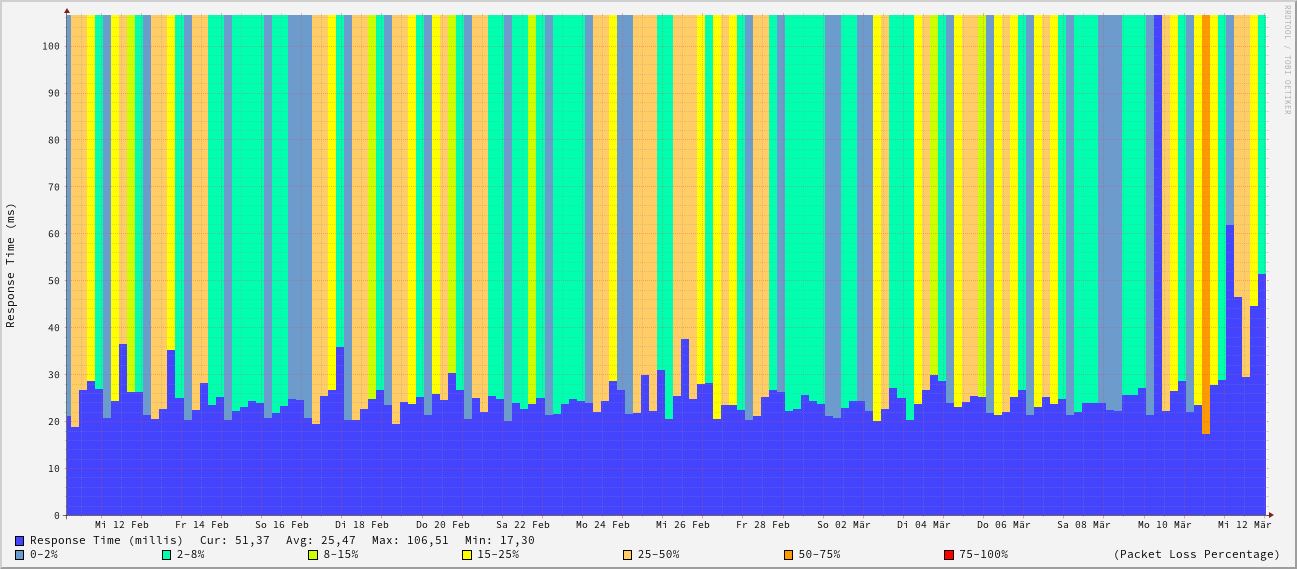 RRDTOOL / TOBI OETIKER
Response Time (ms)
100
90
80
70
60
50
40
30
20
10
0
Mi 12 Feb Fr 14 Feb So 16 Feb Di 18 Feb Do 20 Feb Sa 22 Feb Mo 24 Feb Mi 26 Feb Fr 28 Feb So 02 Mär Di 04 Mär Do 06 Mär Sa 08 Mär Mo 10 Mär Mi 12 Mär
Response Time (millis) Cur: 51,37 Avg: 25,47 Max: 106,51 Min: 17,30
0-2% 2-8% 8-15% 15-25% 25-50% 50-75% 75-100% (Packet Loss Percentage)